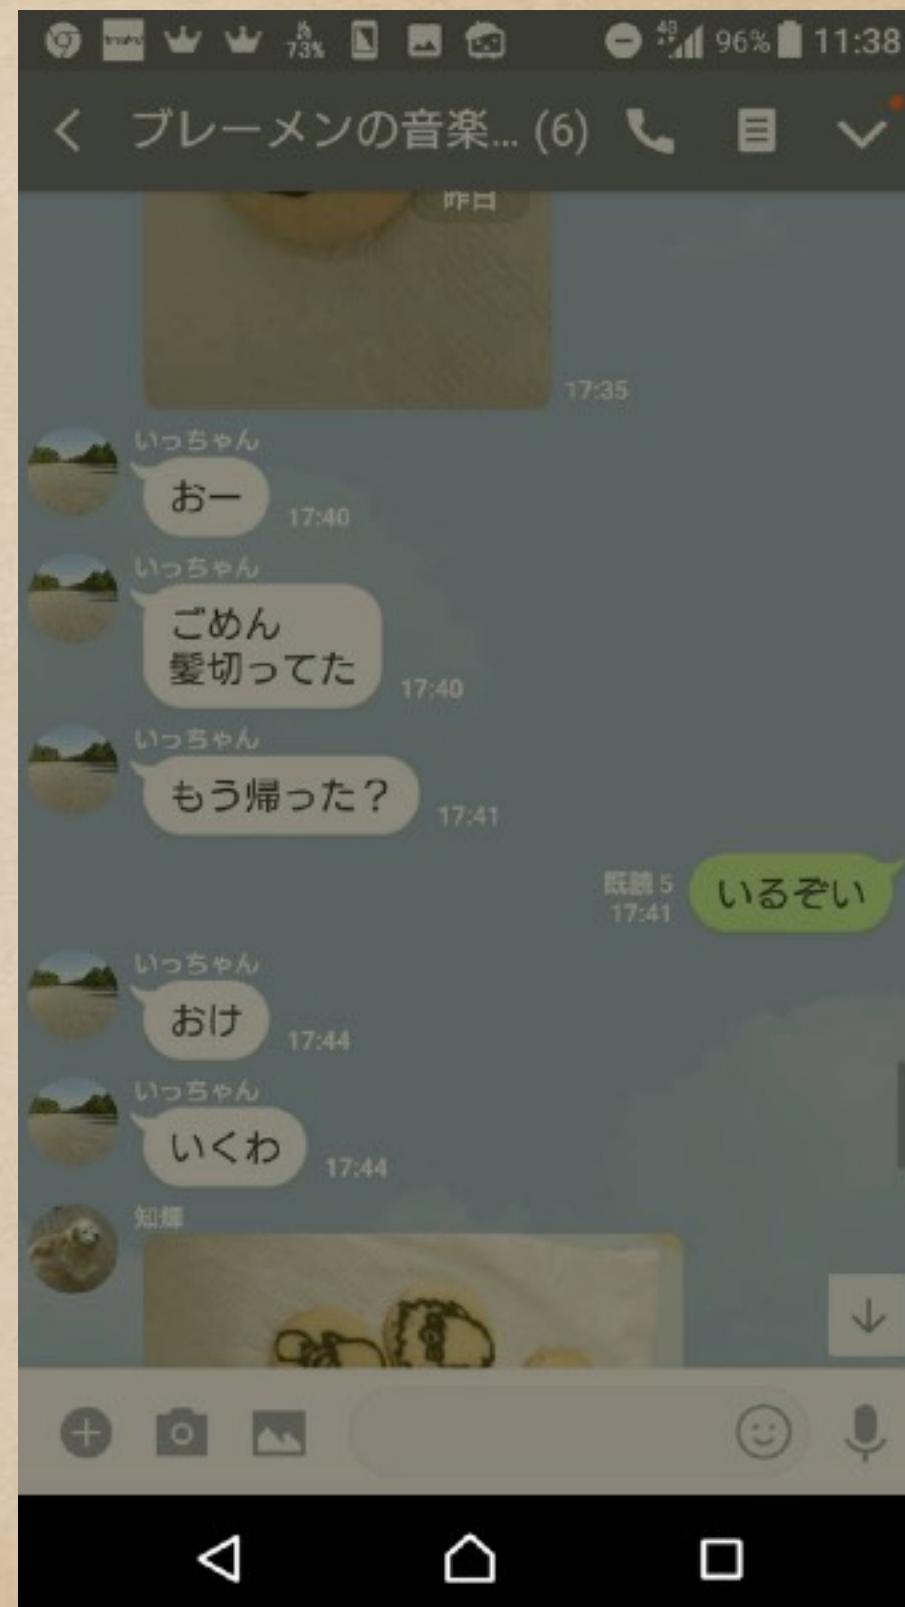 73%
4G
96%
11:38
ブレーメンの音楽... (6)
昨日
17:35
いっちゃん
おー
17:40
いっちゃん
ごめん
髪切ってた
17:40
いっちゃん
もう帰った？
17:41
既読 5
17:41
いるぞい
いっちゃん
おけ
17:44
いっちゃん
いくわ
17:44
知輝